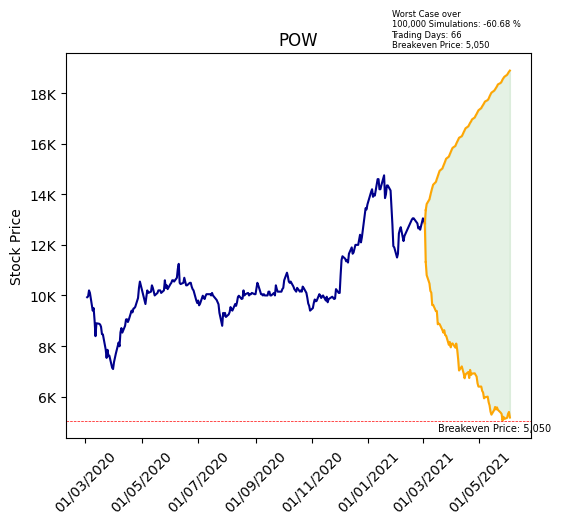 Worst Case over
100,000 Simulations: -60.68 %
Trading Days: 66
Breakeven Price: 5,050
POW
Stock Price
18K
16K
14K
12K
10K
8K
6K
Breakeven Price: 5,050
01/03/2020
01/05/2020
01/07/2020
01/09/2020
01/11/2020
01/01/2021
01/03/2021
01/05/2021